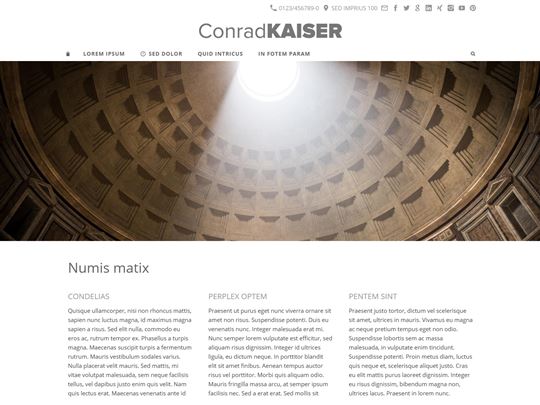 0123/456789-0 SED IMPRIUS 100
ConradKAISER
LOREM IPSUM SED DOLOR QUID INTRICUS IN FOTEM PARAM
Numis matix
CONDELIAS
Quisque ullamcorper, nisi non rhoncus mattis,
sapien nunc luctus magna, id maximus magna
sapien a risus. Sed elit nulla, commodo eu
eros ac, rutrum tempor ex. Phasellus a turpis
magna. Maecenas suscipit turpis a fermentum
rutrum. Mauris vestibulum sodales varius.
Nulla placerat velit mauris. Sed mattis, mi
vitae volutpat malesuada, sem neque facilisis
tellus, vel dapibus justo enim quis velit. Nam
quis lectus erat. Maecenas venenatis ante id
PERPLEX OPTEM
Praesent ut purus eget nunc viverra ornare sit
amet non risus. Suspendisse potenti. Duis eu
venenatis nunc. Integer malesuada erat mi.
Nunc semper lorem vulputate est efficitur, sed
aliquam risus dignissim. Integer id ultrices
ligula, eu dictum neque. In porttitor blandit
elit sit amet finibus. Aenean tempus auctor
risus vel porttitor. Morbi quis aliquam odio.
Mauris fringilla massa arcu, at semper ipsum
facilisis nec. Sed a erat erat. Sed mollis sit
PENTEM SINT
Praesent justo tortor, dictum vel scelerisque
sit amet, ultrices in mauris. Vivamus eu magna
ac neque pretium tempus eget non odio.
Suspendisse lobortis sem ac massa
malesuada, in vulputate enim tincidunt.
Suspendisse potenti. Proin metus diam, luctus
quis neque et, scelerisque aliquet justo. Cras
eu elit maximus purus laoreet dignissim. Integer
eu risus dignissim, bibendum magna non,
ultrices lacus. Praesent in lorem nunc.